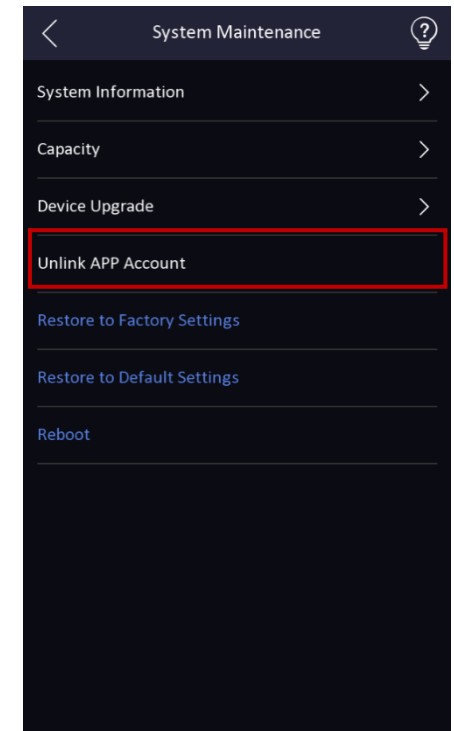 System Maintenance
?
System Information
Capacity
Device Upgrade
Unlink APP Account
Restore to Factory Settings
Restore to Default Settings
Reboot